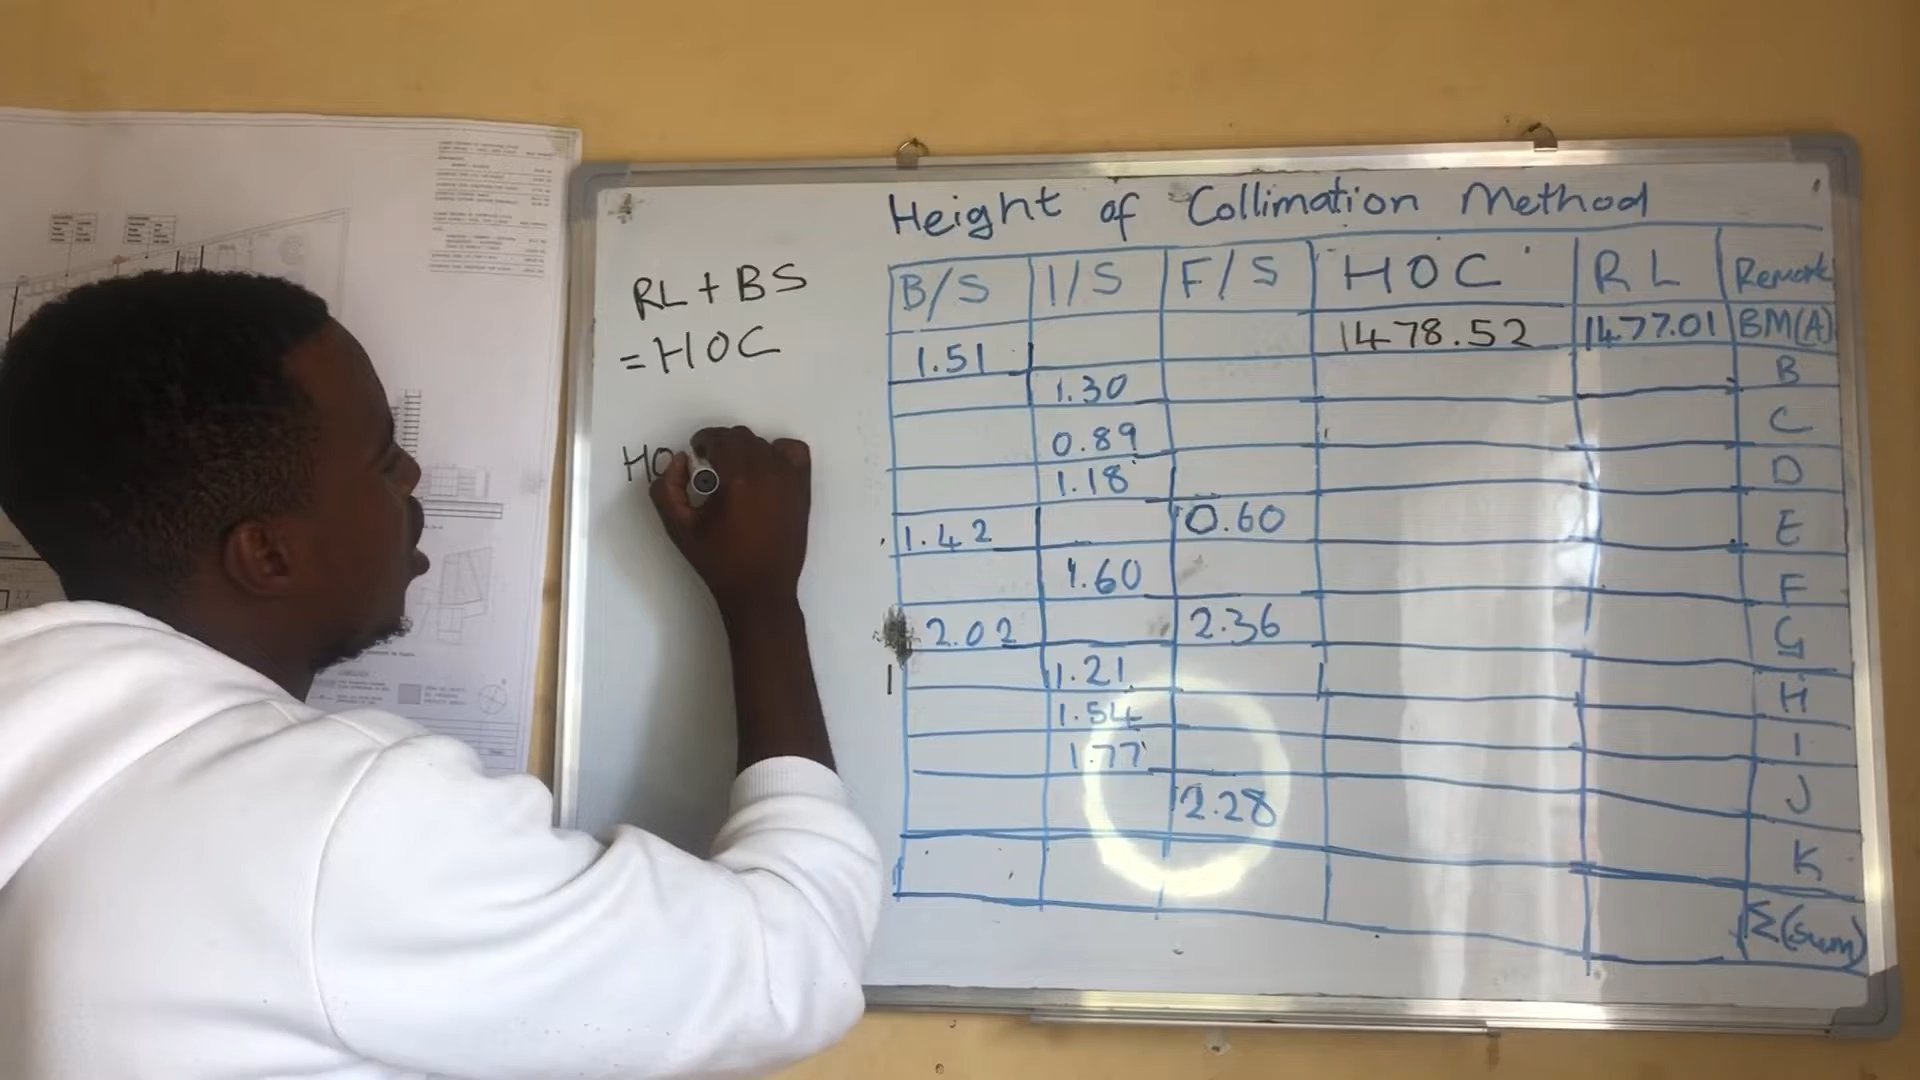 Height of Collimation Method
RL + BS
= HOC
HO
B/S I/S F/S HOC RL Remark
1.51 1478.52 1477.01 BM(A)
1.30 B
0.89 C
1.18 D
1.42 0.60 E
1.60 F
2.02 2.36 G
1.21 H
1.54 I
1.77 J
2.28 K
Σ(sum)